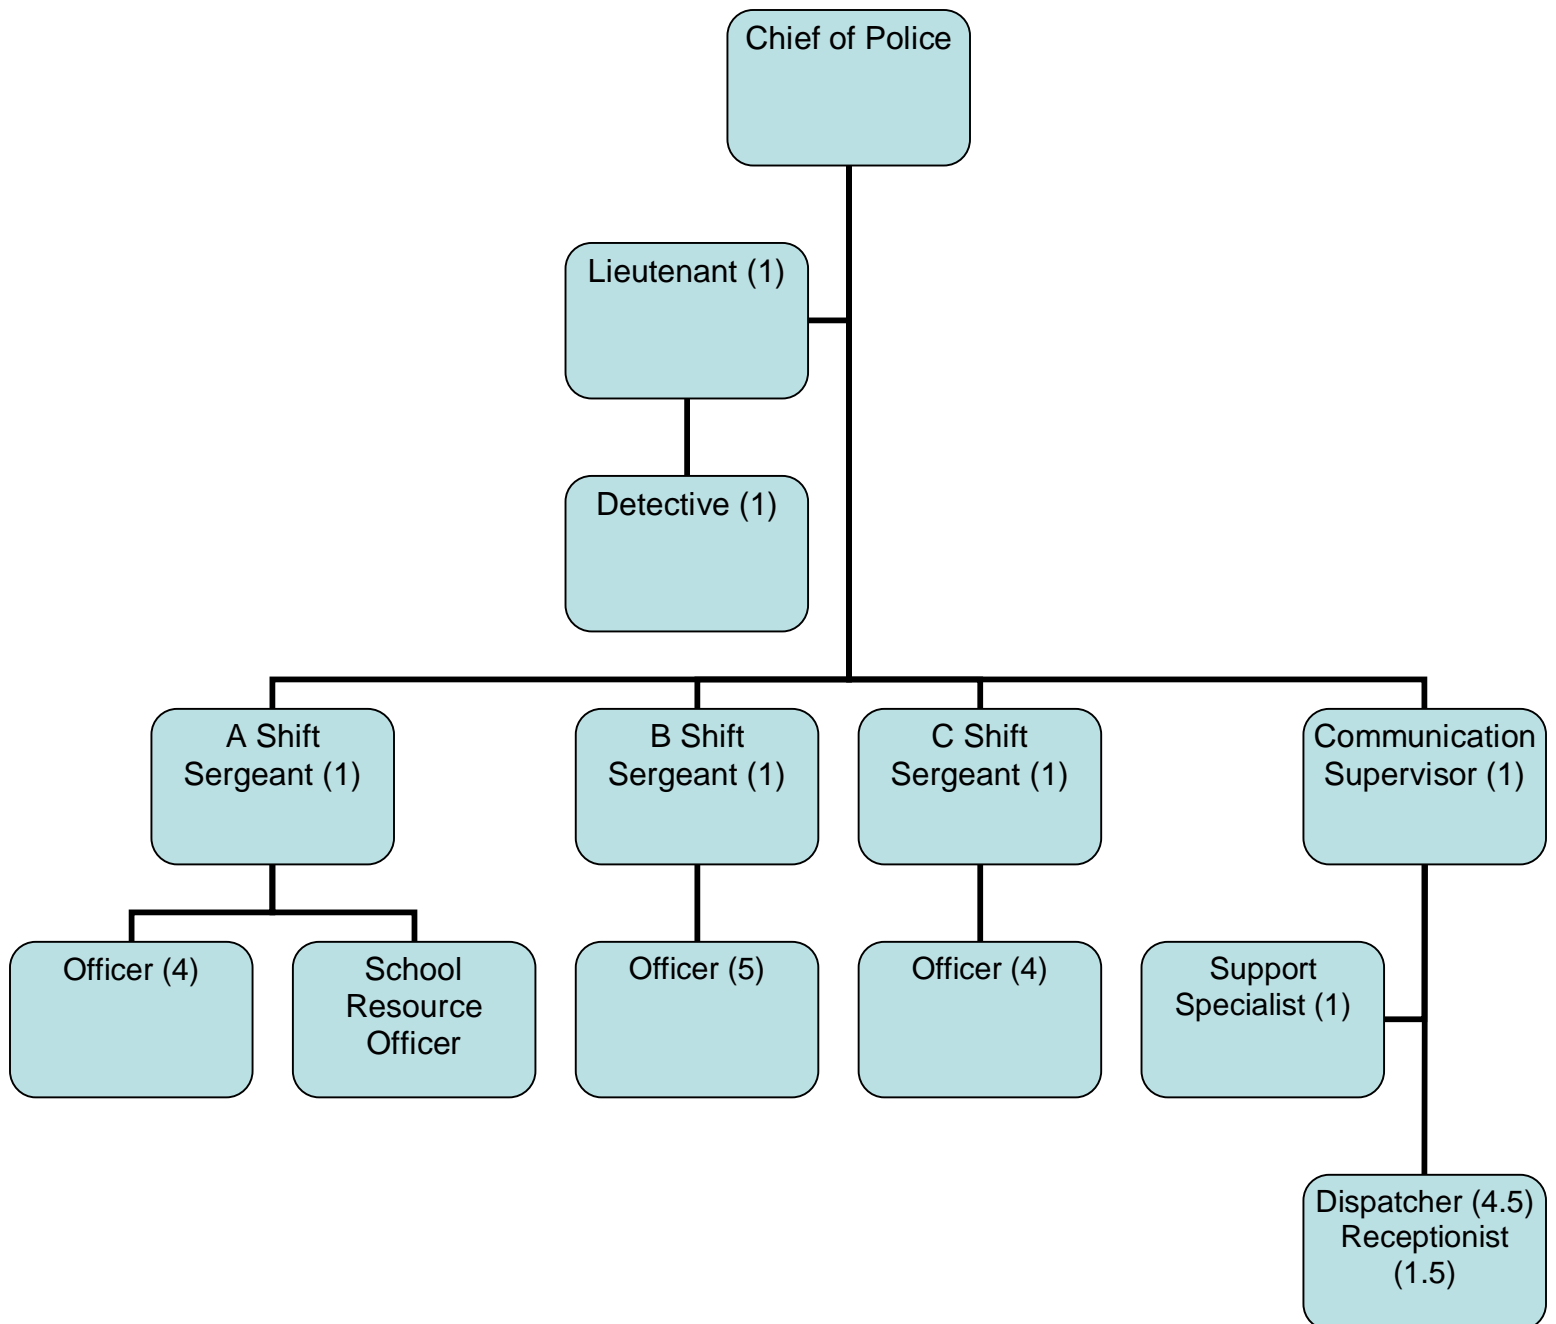 Chief of Police
Lieutenant (1)
Detective (1)
A Shift
Sergeant (1)
B Shift
Sergeant (1)
C Shift
Sergeant (1)
Communication
Supervisor (1)
Officer (4)
School
Resource
Officer
Officer (5)
Officer (4)
Support
Specialist (1)
Dispatcher (4.5)
Receptionist
(1.5)